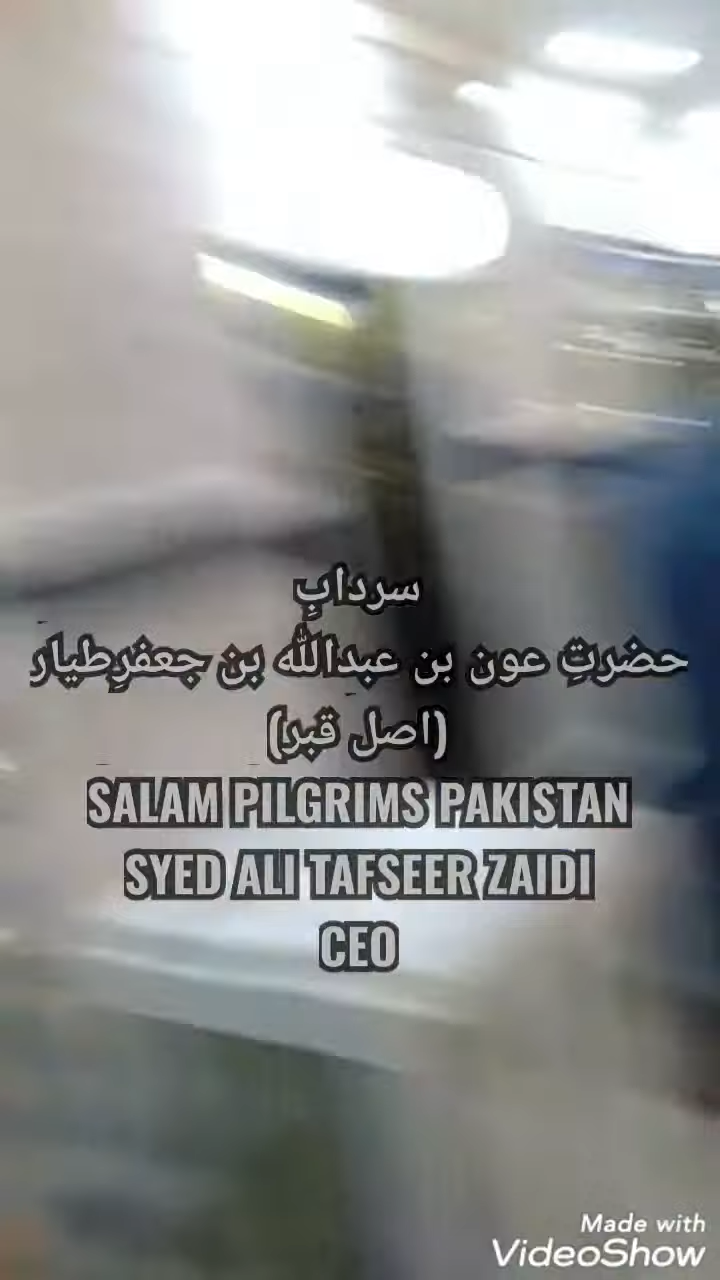 سردابِ
حضرتِ عون بن عبداللّٰه بن جعفرِطیار
(اصل قبر)
SALAM PILGRIMS PAKISTAN
SYED ALI TAFSEER ZAIDI
CEO
Made with
VideoShow